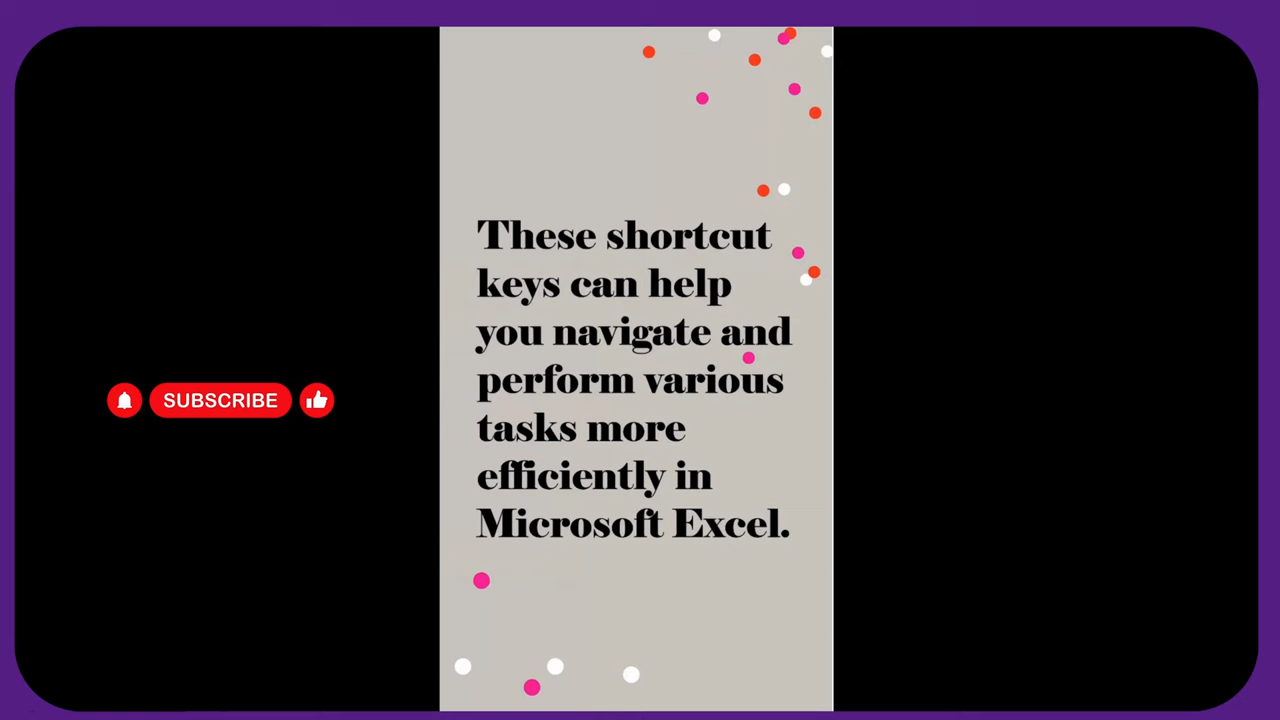 These shortcut
keys can help
you navigate and
perform various
tasks more
efficiently in
Microsoft Excel.
SUBSCRIBE